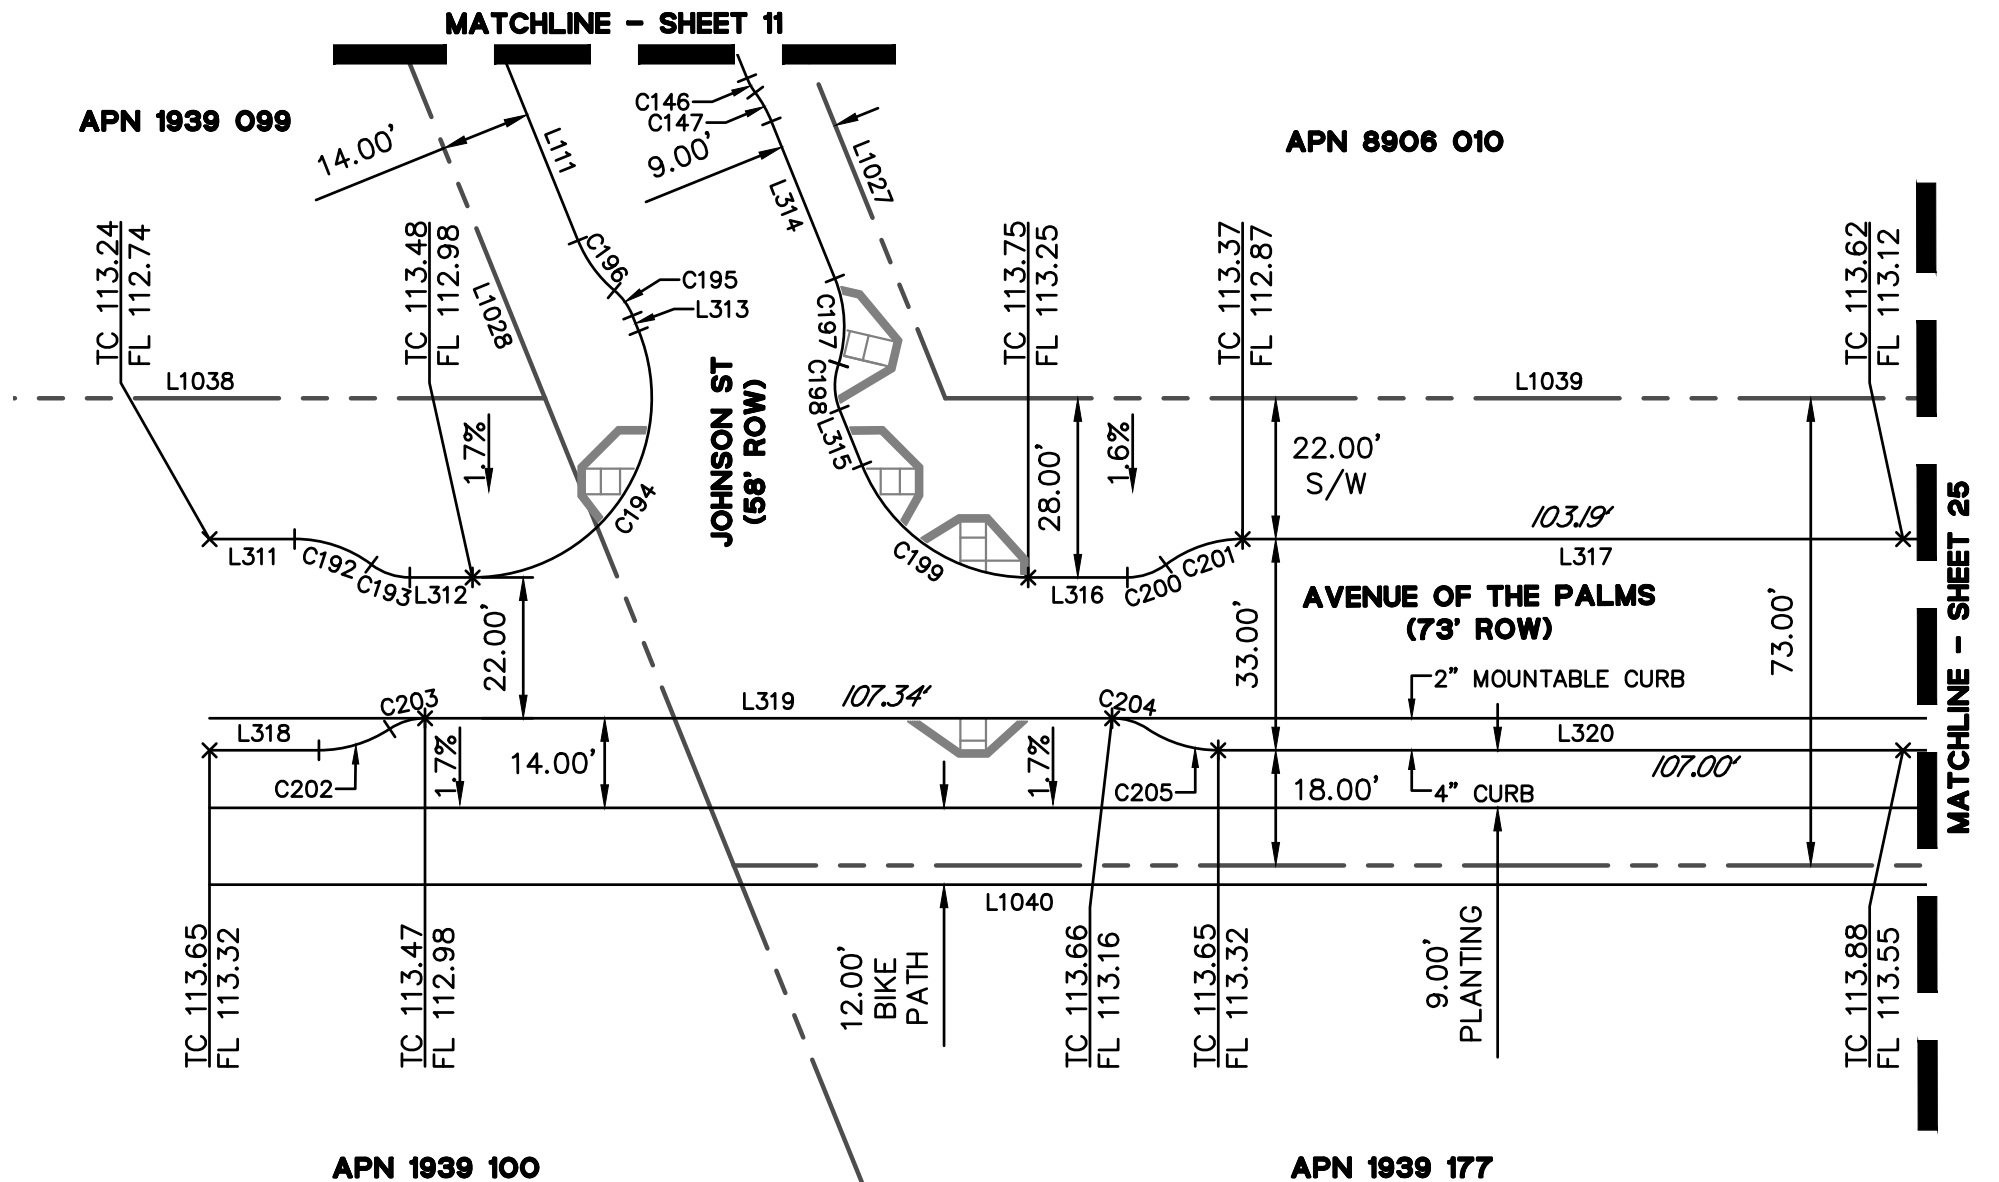 MATCHLINE - SHEET 11
APN 1939 099
APN 8906 010
14.00'
L111
C146
C147
9.00'
L314
L1027
TC 113.24
FL 112.74
TC 113.48
FL 112.98
C196
C195
L313
L1028
C197
C198
L315
TC 113.75
FL 113.25
TC 113.37
FL 112.87
TC 113.62
FL 113.12
L1038
L1039
1.7%
JOHNSON ST
(58' ROW)
C194
28.00'
1.6%
22.00'
S/W
103.19'
L311
C192
C193
L312
C199
L316
C200
C201
L317
AVENUE OF THE PALMS
(73' ROW)
22.00'
33.00'
73.00'
MATCHLINE - SHEET 25
2" MOUNTABLE CURB
C203
L319
107.34'
C204
L318
L320
C202
1.7%
14.00'
1.7%
C205
18.00'
4" CURB
107.00'
L1040
TC 113.65
FL 113.32
TC 113.47
FL 112.98
12.00'
BIKE
PATH
TC 113.66
FL 113.16
TC 113.65
FL 113.32
9.00'
PLANTING
TC 113.88
FL 113.55
APN 1939 100
APN 1939 177